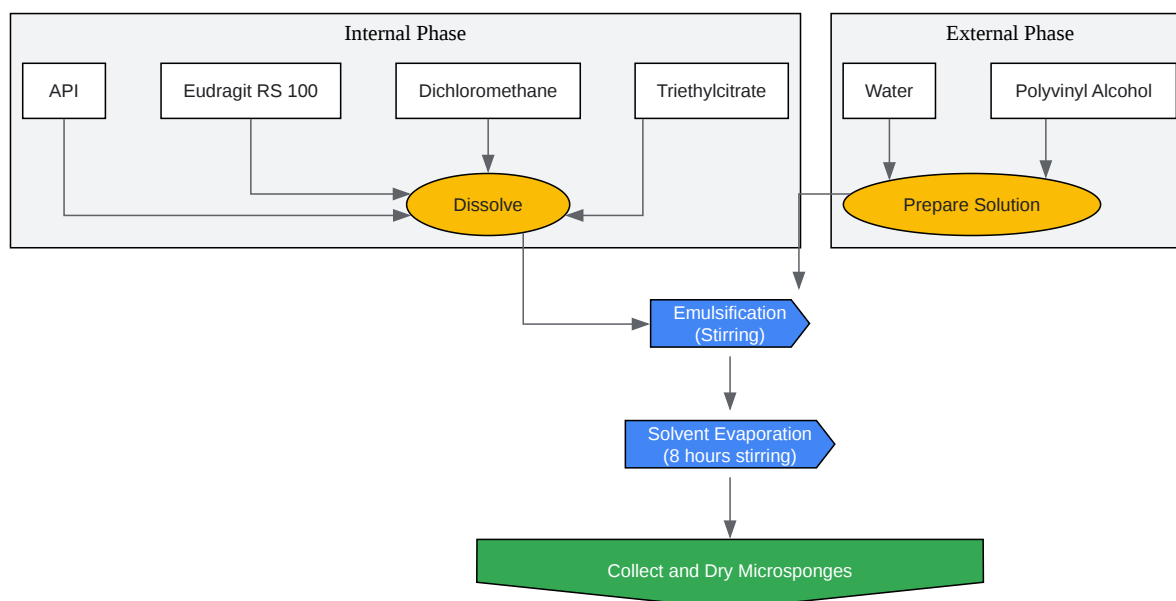 Internal Phase
External Phase
API
Eudragit RS 100
Dichloromethane
Triethylcitrate
Water
Polyvinyl Alcohol
Dissolve
Prepare Solution
Emulsification
(Stirring)
Solvent Evaporation
(8 hours stirring)
Collect and Dry Microsponges